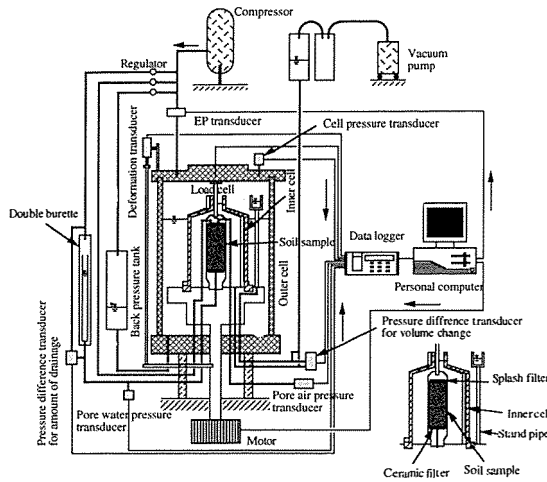 Compressor
Regulator
Vacuum
pump
EP transducer
Cell pressure transducer
Deformation transducer
Load cell
Inner cell
Double burette
Soil sample
Data logger
Back pressure tank
Outer cell
Personal computer
Pressure diffrence transducer
for volume change
Pressure difference transducer
for amount of drainage
Pore water pressure
transducer
Pore air pressure
transducer
Motor
Splash filter
Inner cell
Stand pipe
Soil sample
Ceramic filter